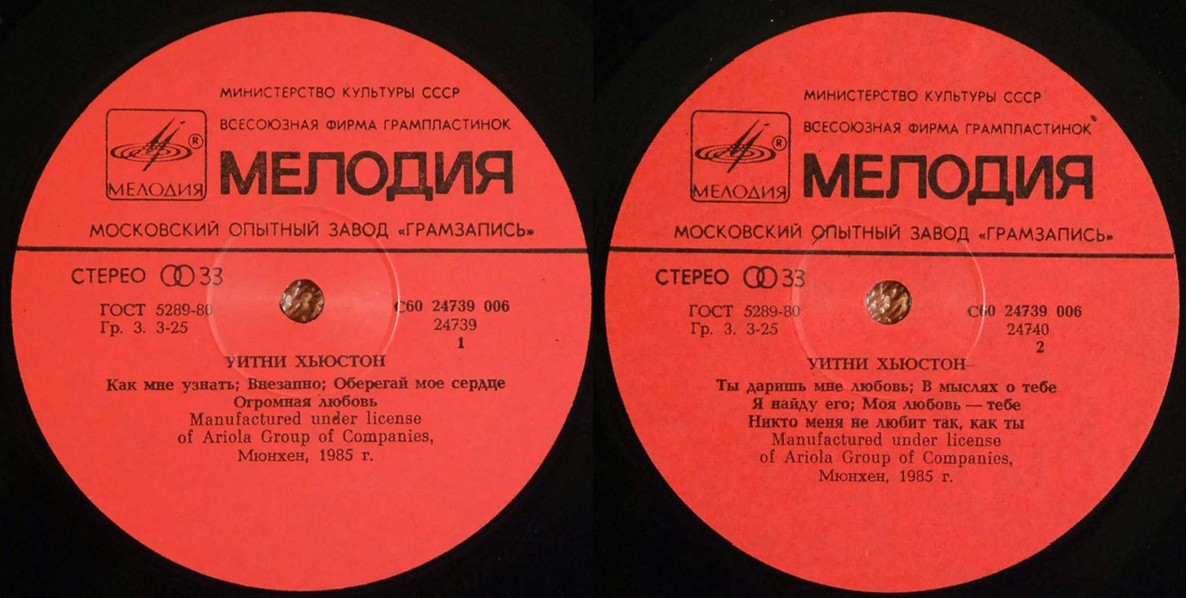 МИНИСТЕРСТВО КУЛЬТУРЫ СССР
ВСЕСОЮЗНАЯ ФИРМА ГРАМПЛАСТИНОК
®
МЕЛОДИЯ
МЕЛОДИЯ
МОСКОВСКИЙ ОПЫТНЫЙ ЗАВОД «ГРАМЗАПИСЬ»
СТЕРЕО 33
ГОСТ 5289-80
Гр. 3. 3-25
С60 24739 006
24739
1
УИТНИ ХЬЮСТОН
Как мне узнать; Внезапно; Оберегай мое сердце
Огромная любовь
Manufactured under license
of Ariola Group of Companies,
Мюнхен, 1985 г.
МИНИСТЕРСТВО КУЛЬТУРЫ СССР
ВСЕСОЮЗНАЯ ФИРМА ГРАМПЛАСТИНОК
®
МЕЛОДИЯ
МЕЛОДИЯ
МОСКОВСКИЙ ОПЫТНЫЙ ЗАВОД «ГРАМЗАПИСЬ»
СТЕРЕО 33
ГОСТ 5289-80
Гр. 3. 3-25
С60 24739 006
24740
2
УИТНИ ХЬЮСТОН
Ты даришь мне любовь; В мыслях о тебе
Я найду его; Моя любовь — тебе
Никто меня не любит так, как ты
Manufactured under license
of Ariola Group of Companies,
Мюнхен, 1985 г.